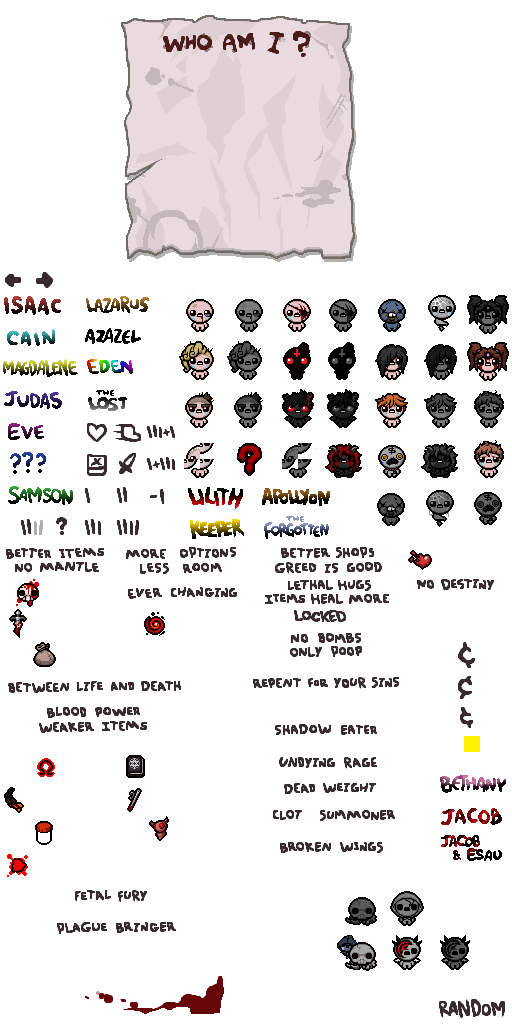 WHO AM I ?
ISAAC LAZARUS
CAIN AZAZEL
MAGDALENE EDEN
JUDAS THE LOST
EVE |||+|
??? |+|||
SAMSON | || -| LILITH APOLLYON
|||| ? ||| |||| KEEPER THE FORGOTTEN
?
BETTER ITEMS MORE OPTIONS BETTER SHOPS
NO MANTLE LESS ROOM GREED IS GOOD
EVER CHANGING LETHAL HUGS NO DESTINY
ITEMS HEAL MORE
LOCKED
NO BOMBS
ONLY POOP
¢
BETWEEN LIFE AND DEATH REPENT FOR YOUR SINS ¢
BLOOD POWER ¢
WEAKER ITEMS
SHADOW EATER
UNDYING RAGE
DEAD WEIGHT BETHANY
CLOT SUMMONER JACOB
BROKEN WINGS JACOB
& ESAU
FETAL FURY
PLAGUE BRINGER
RANDOM